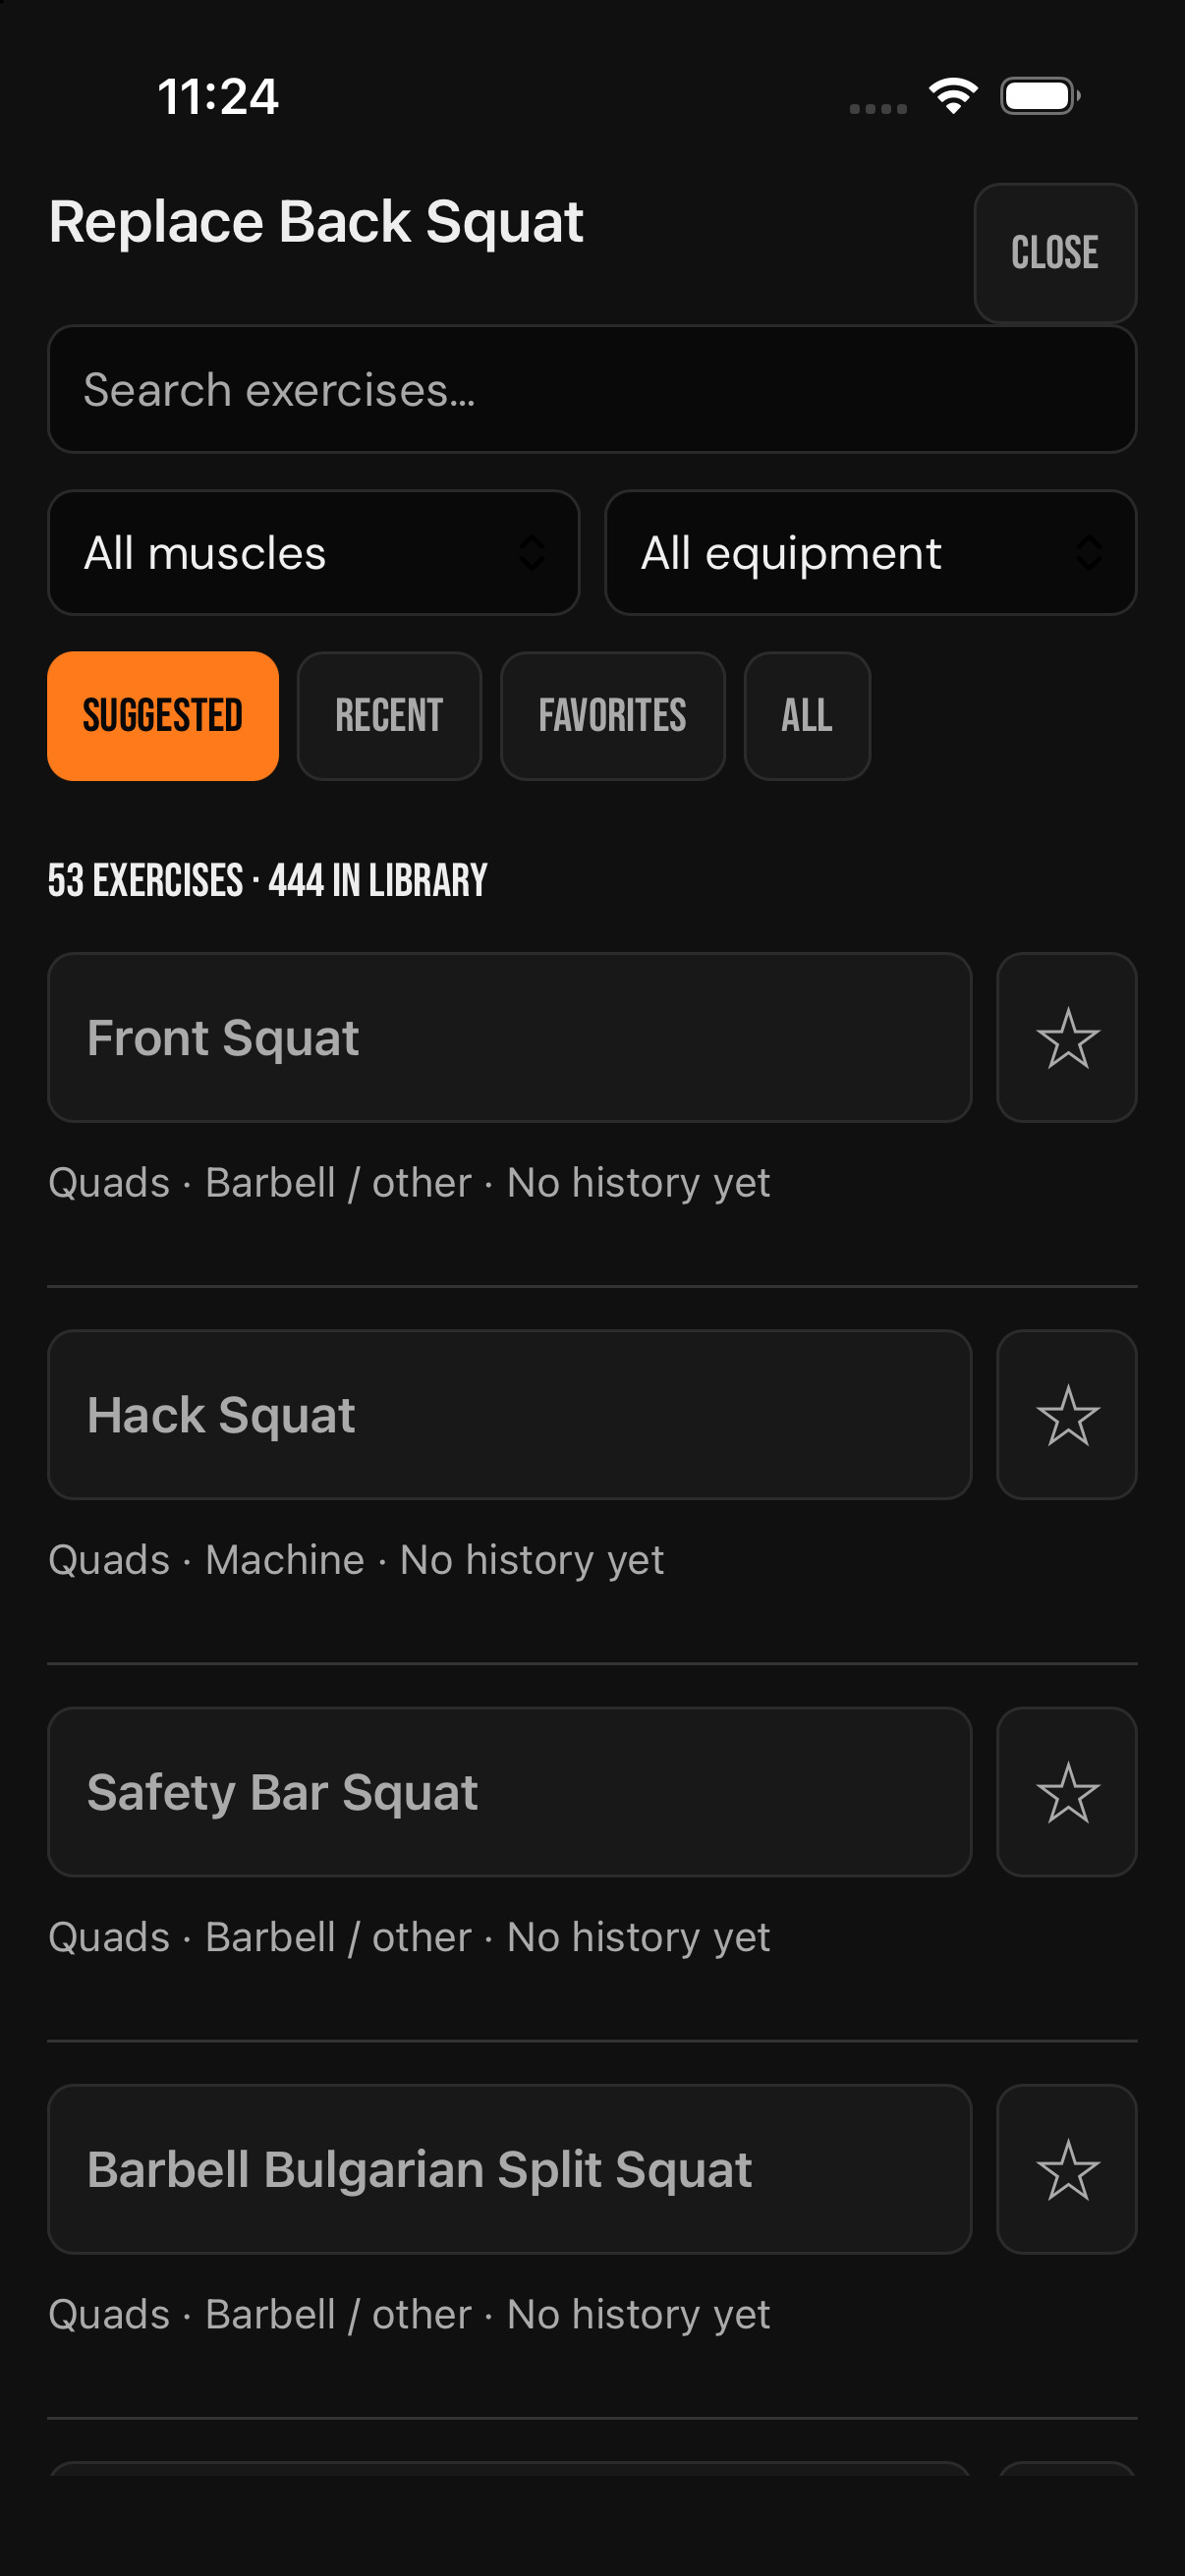 11:24
Replace Back Squat
CLOSE
Search exercises...
All muscles
All equipment
SUGGESTED
RECENT
FAVORITES
ALL
53 EXERCISES · 444 IN LIBRARY
Front Squat
Quads · Barbell / other · No history yet
Hack Squat
Quads · Machine · No history yet
Safety Bar Squat
Quads · Barbell / other · No history yet
Barbell Bulgarian Split Squat
Quads · Barbell / other · No history yet